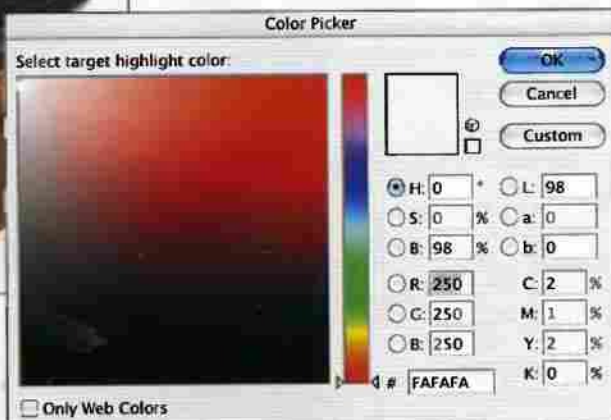 Color Picker
Select target highlight color:
OK
Cancel
Custom
H: 0 °
S: 0 %
B: 98 %
R: 250
G: 250
B: 250
# FAFAFA
L: 98
a: 0
b: 0
C: 2 %
M: 1 %
Y: 2 %
K: 0 %
Only Web Colors